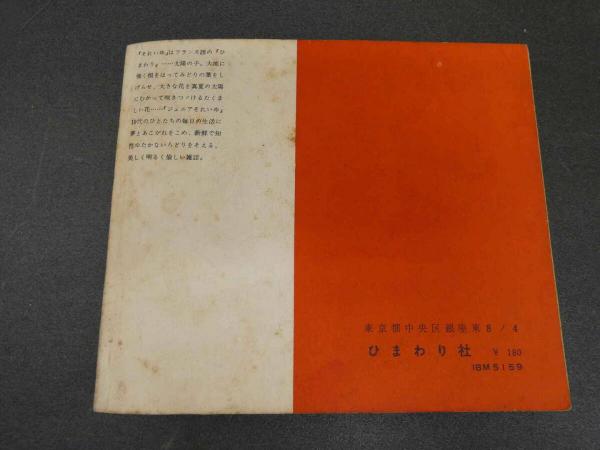 『それいゆ』はフランス語の『ひ
まわり』……太陽の子。大地に
強く根をはってみどりの葉をし
げらせ、大きな花を真夏の太陽
にむかって咲きつゞけるたくま
しい花……『ジュニアそれいゆ』
10代のひとたちの毎日の生活に
夢とあこがれをこめ、新鮮で知
性ゆたかないろどりをそえる、
美しく明るく愉しい雑誌。
東京都中央区銀座東8/4
ひまわり社 ¥180
IBM5159